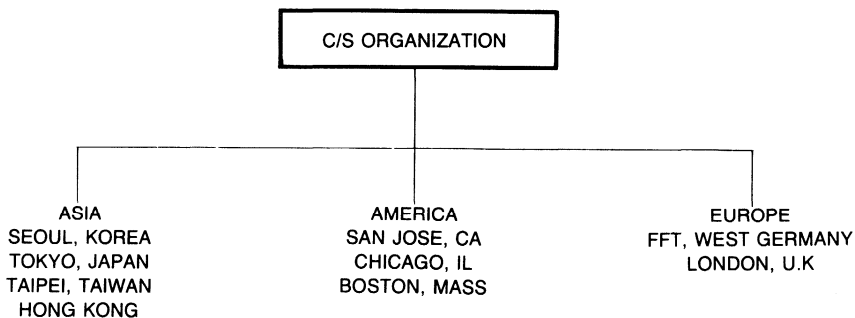 C/S ORGANIZATION
ASIA
SEOUL, KOREA
TOKYO, JAPAN
TAIPEI, TAIWAN
HONG KONG
AMERICA
SAN JOSE, CA
CHICAGO, IL
BOSTON, MASS
EUROPE
FFT, WEST GERMANY
LONDON, U.K